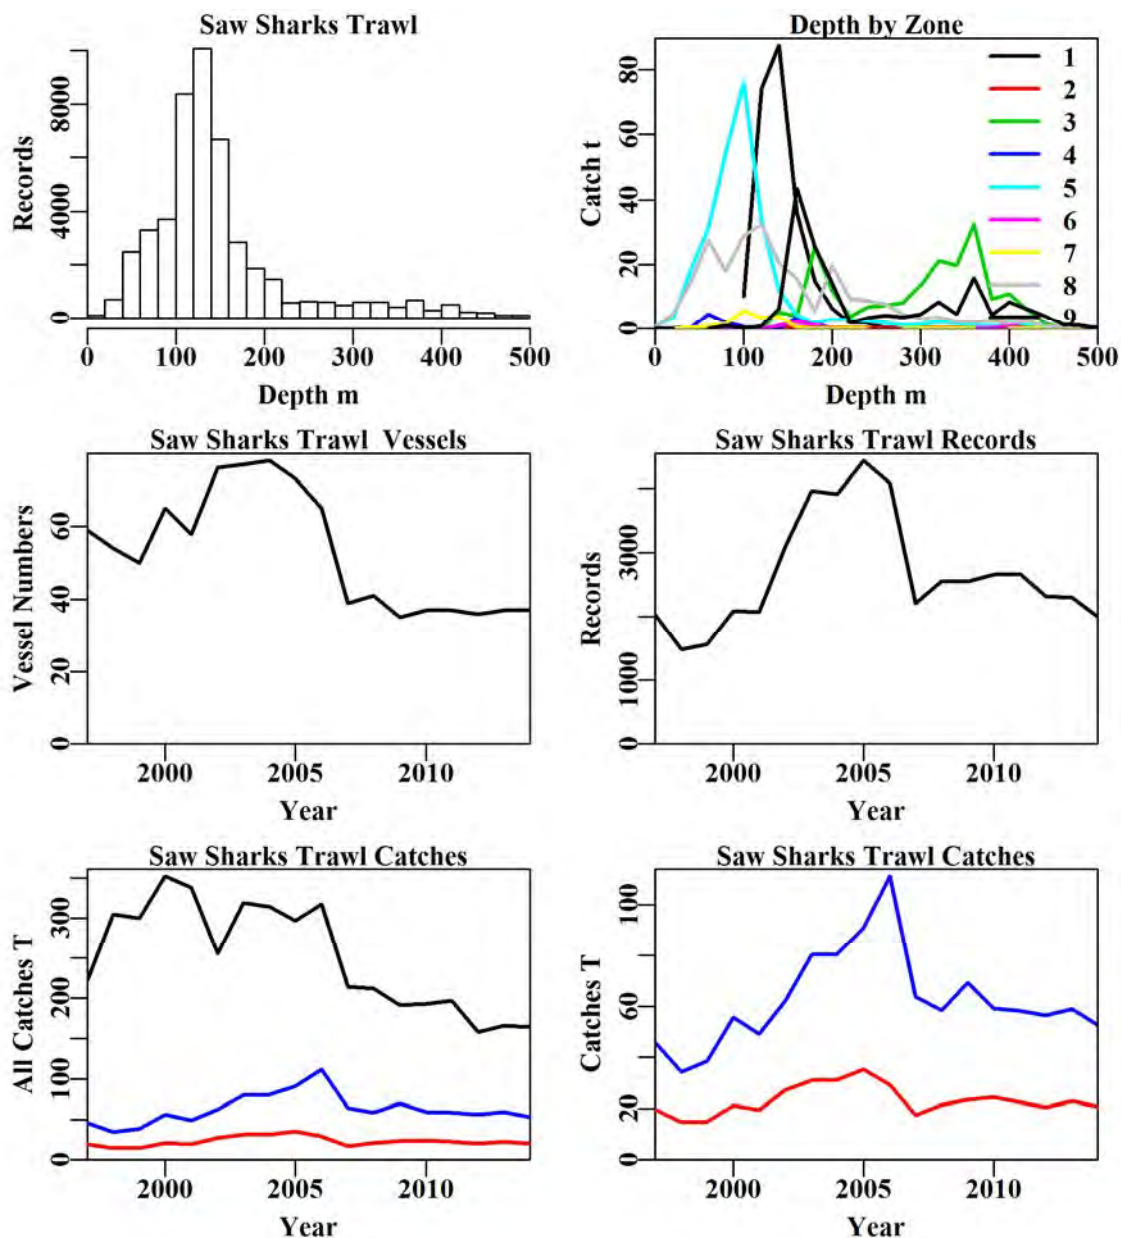 Saw Sharks Trawl
Records
8000
4000
0
0 100 200 300 400 500
Depth m
Depth by Zone
Catch t
80
60
40
20
0
1
2
3
4
5
6
7
8
9
0 100 200 300 400 500
Depth m
Saw Sharks Trawl Vessels
Vessel Numbers
60
40
20
0
2000 2005 2010
Year
Saw Sharks Trawl Records
Records
3000
1000
0
2000 2005 2010
Year
Saw Sharks Trawl Catches
All Catches T
300
200
100
0
2000 2005 2010
Year
Saw Sharks Trawl Catches
Catches T
100
60
20
0
2000 2005 2010
Year